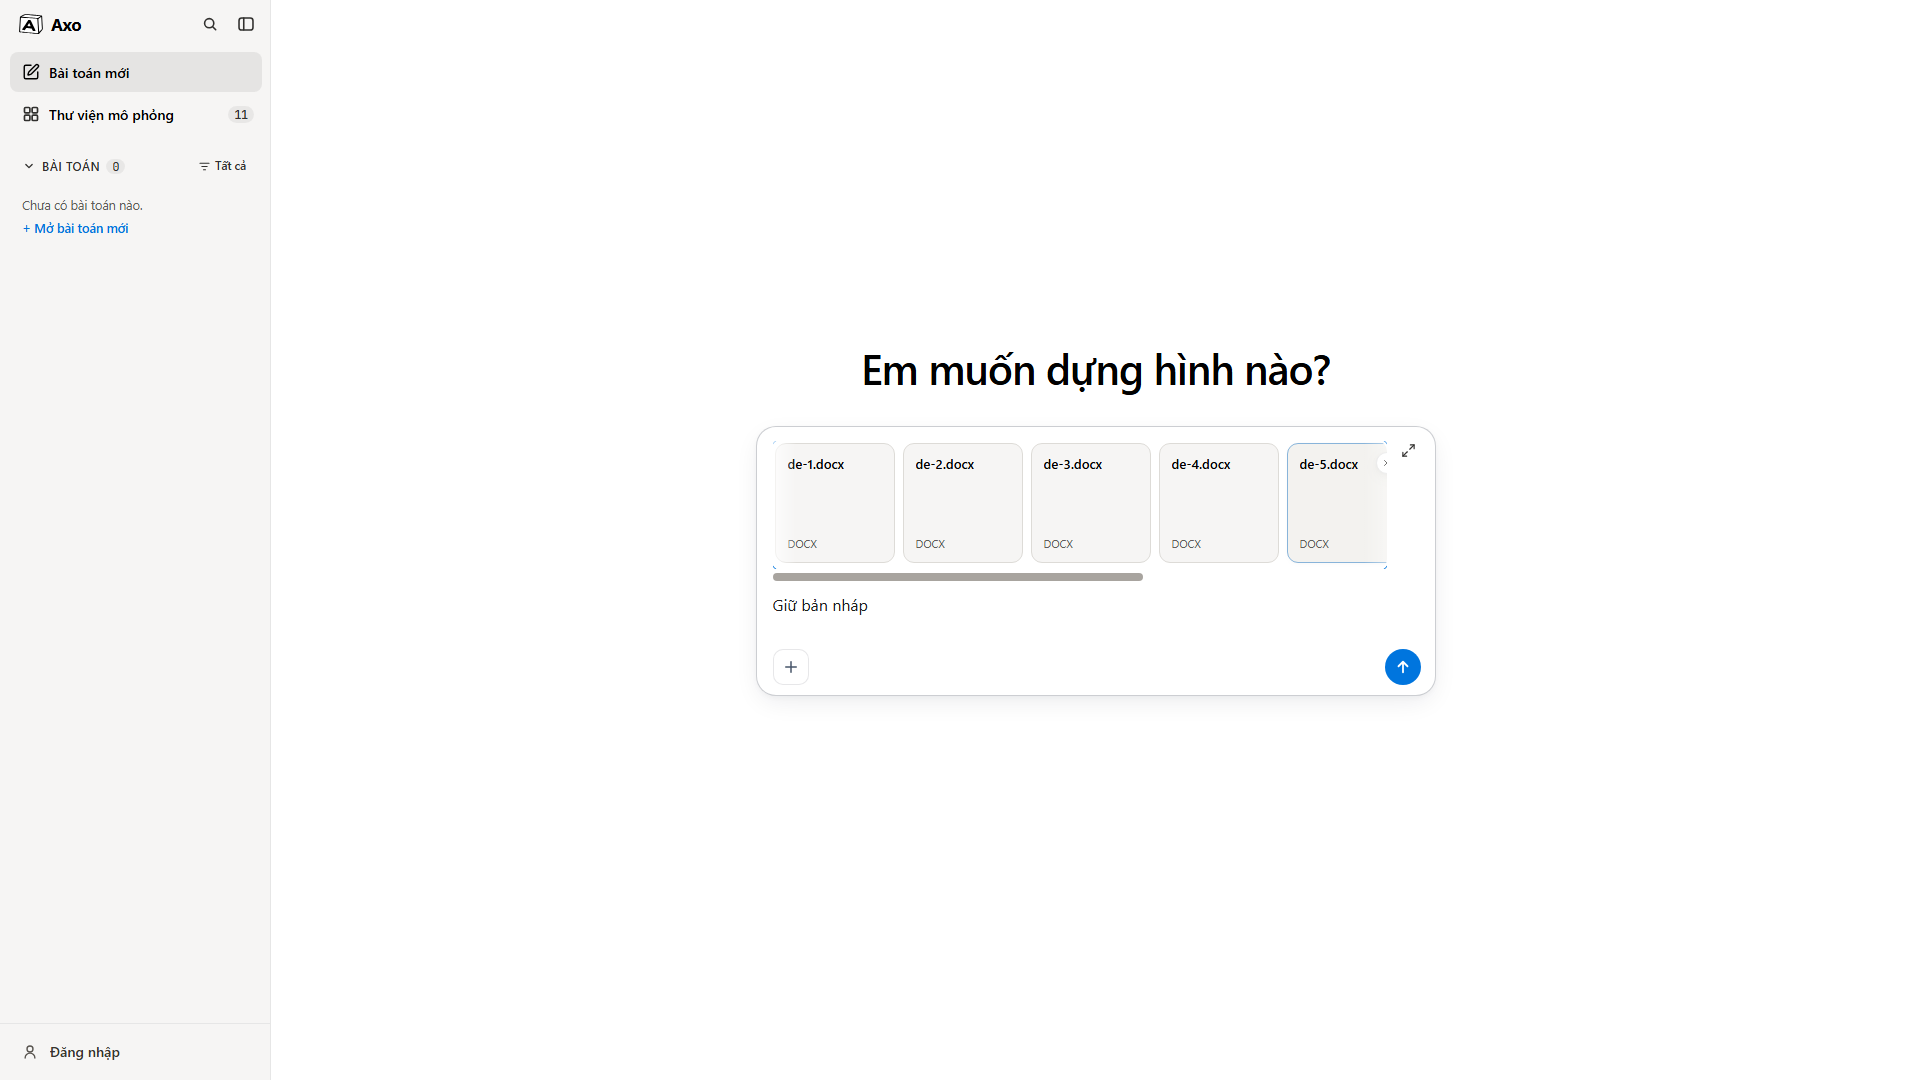 Axo
Bài toán mới
Thư viện mô phỏng 11
BÀI TOÁN 0 Tất cả
Chưa có bài toán nào.
+ Mở bài toán mới
Em muốn dựng hình nào?
de-1.docx de-2.docx de-3.docx de-4.docx de-5.docx
DOCX DOCX DOCX DOCX DOCX
Giữ bản nháp
Đăng nhập